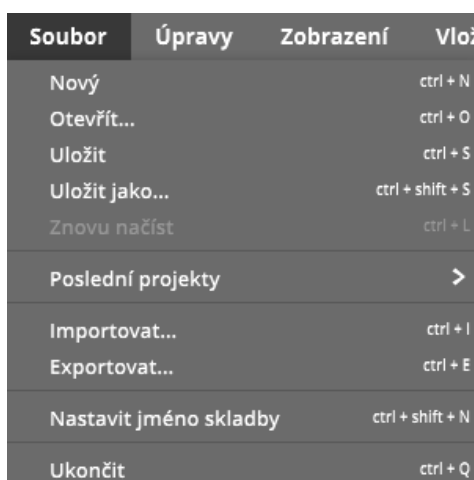 Soubor Úpravy Zobrazení Vlož
Nový ctrl + N
Otevřít... ctrl + O
Uložit ctrl + S
Uložit jako... ctrl + shift + S
Znovu načíst ctrl + L
Poslední projekty >
Importovat... ctrl + I
Exportovat... ctrl + E
Nastavit jméno skladby ctrl + shift + N
Ukončit ctrl + Q